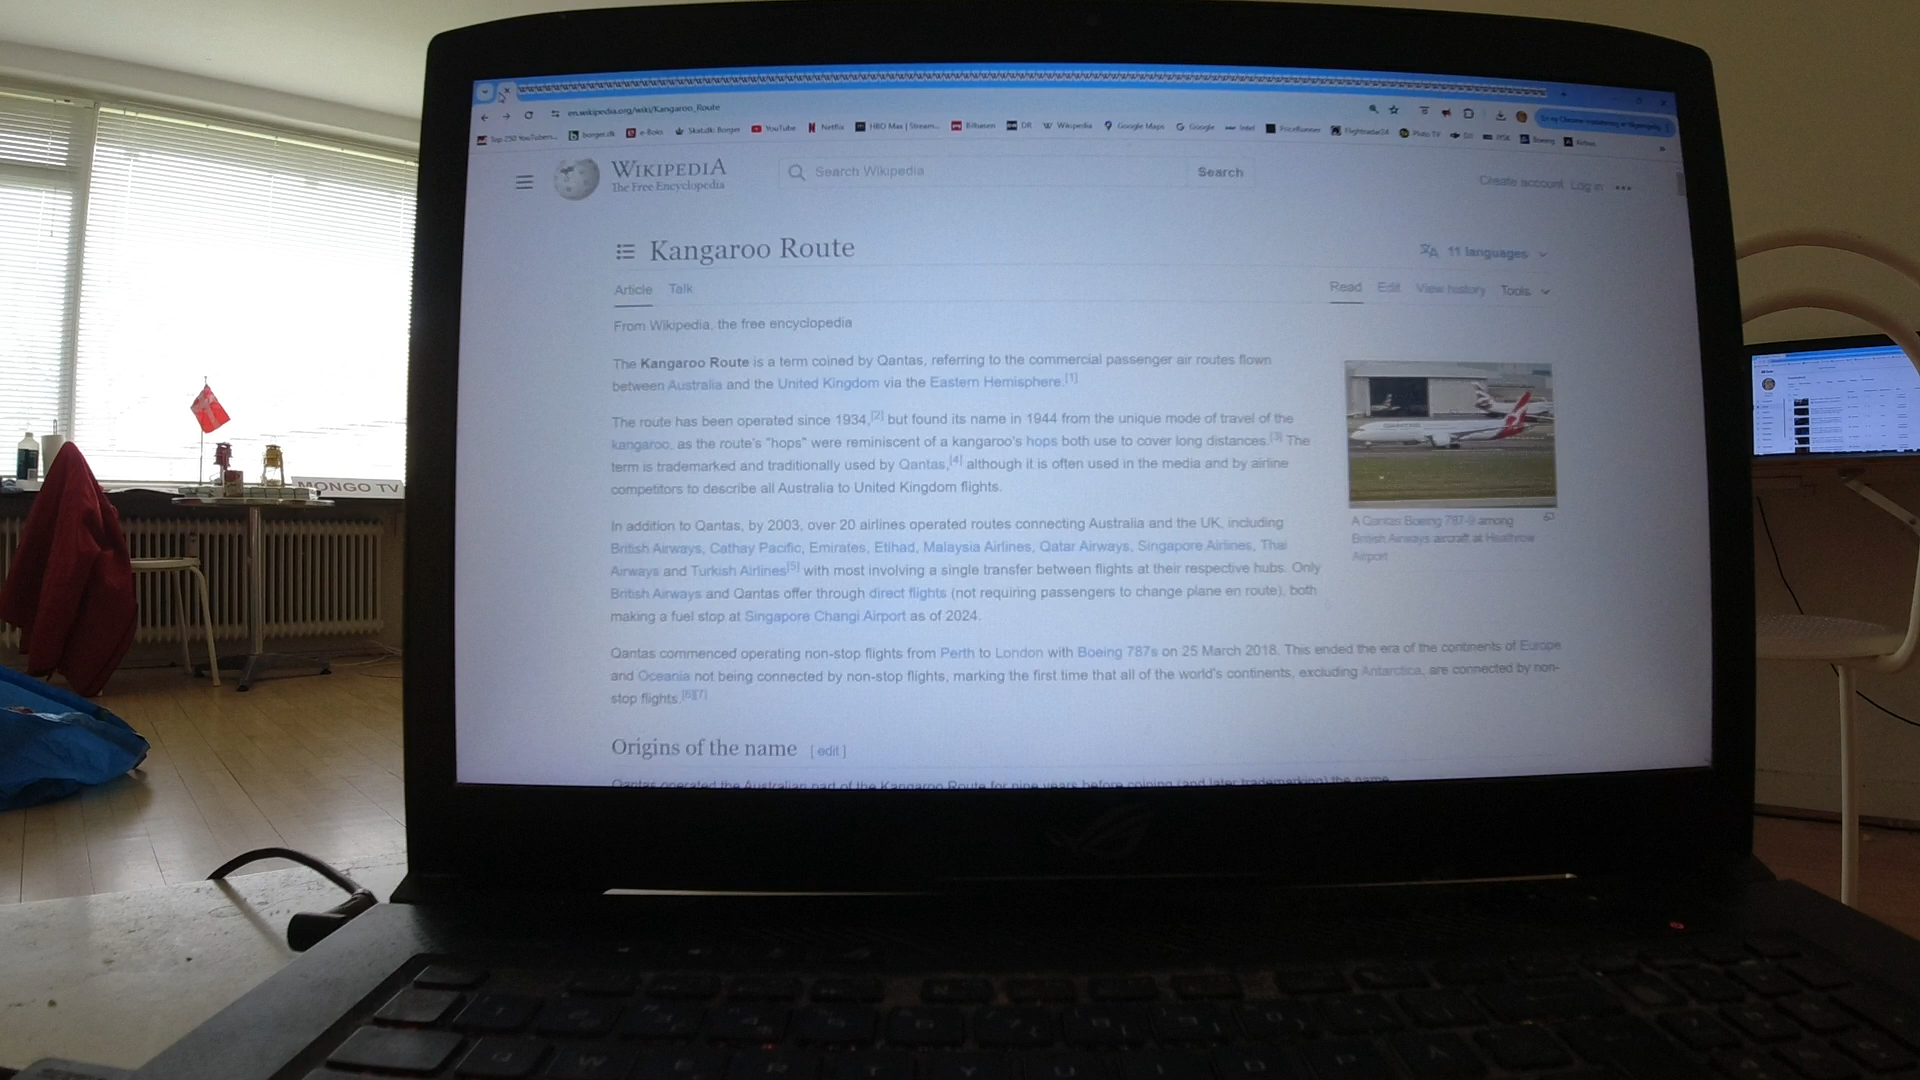 en.wikipedia.org/wiki/Kangaroo_Route
Top 250 YouTubers... borger.dk e-Boks Skat.dk: Borger YouTube Netflix HBO Max | Stream... Bilbasen DR Wikipedia Google Maps Google Intel PriceRunner Flightradar24 Pluto TV Boeing Airbus
WIKIPEDIA
The Free Encyclopedia
Search Wikipedia
Search
Create account Log in
Kangaroo Route
11 languages
Article Talk
Read Edit View history Tools
From Wikipedia, the free encyclopedia
The Kangaroo Route is a term coined by Qantas, referring to the commercial passenger air routes flown
between Australia and the United Kingdom via the Eastern Hemisphere.[1]
The route has been operated since 1934,[2] but found its name in 1944 from the unique mode of travel of the
kangaroo, as the route's "hops" were reminiscent of a kangaroo's hops both use to cover long distances.[3] The
term is trademarked and traditionally used by Qantas,[4] although it is often used in the media and by airline
competitors to describe all Australia to United Kingdom flights.
A Qantas Boeing 787-9 among
British Airways aircraft at Heathrow
Airport
In addition to Qantas, by 2003, over 20 airlines operated routes connecting Australia and the UK, including
British Airways, Cathay Pacific, Emirates, Etihad, Malaysia Airlines, Qatar Airways, Singapore Airlines, Thai
Airways and Turkish Airlines[5] with most involving a single transfer between flights at their respective hubs. Only
British Airways and Qantas offer through direct flights (not requiring passengers to change plane en route), both
making a fuel stop at Singapore Changi Airport as of 2024.
Qantas commenced operating non-stop flights from Perth to London with Boeing 787s on 25 March 2018. This ended the era of the continents of Europe
and Oceania not being connected by non-stop flights, marking the first time that all of the world's continents, excluding Antarctica, are connected by non-
stop flights.[6][7]
Origins of the name [ edit ]
Qantas operated the Australian part of the Kangaroo Route for nine years before coining (and later trademarking) the name
MONGO TV